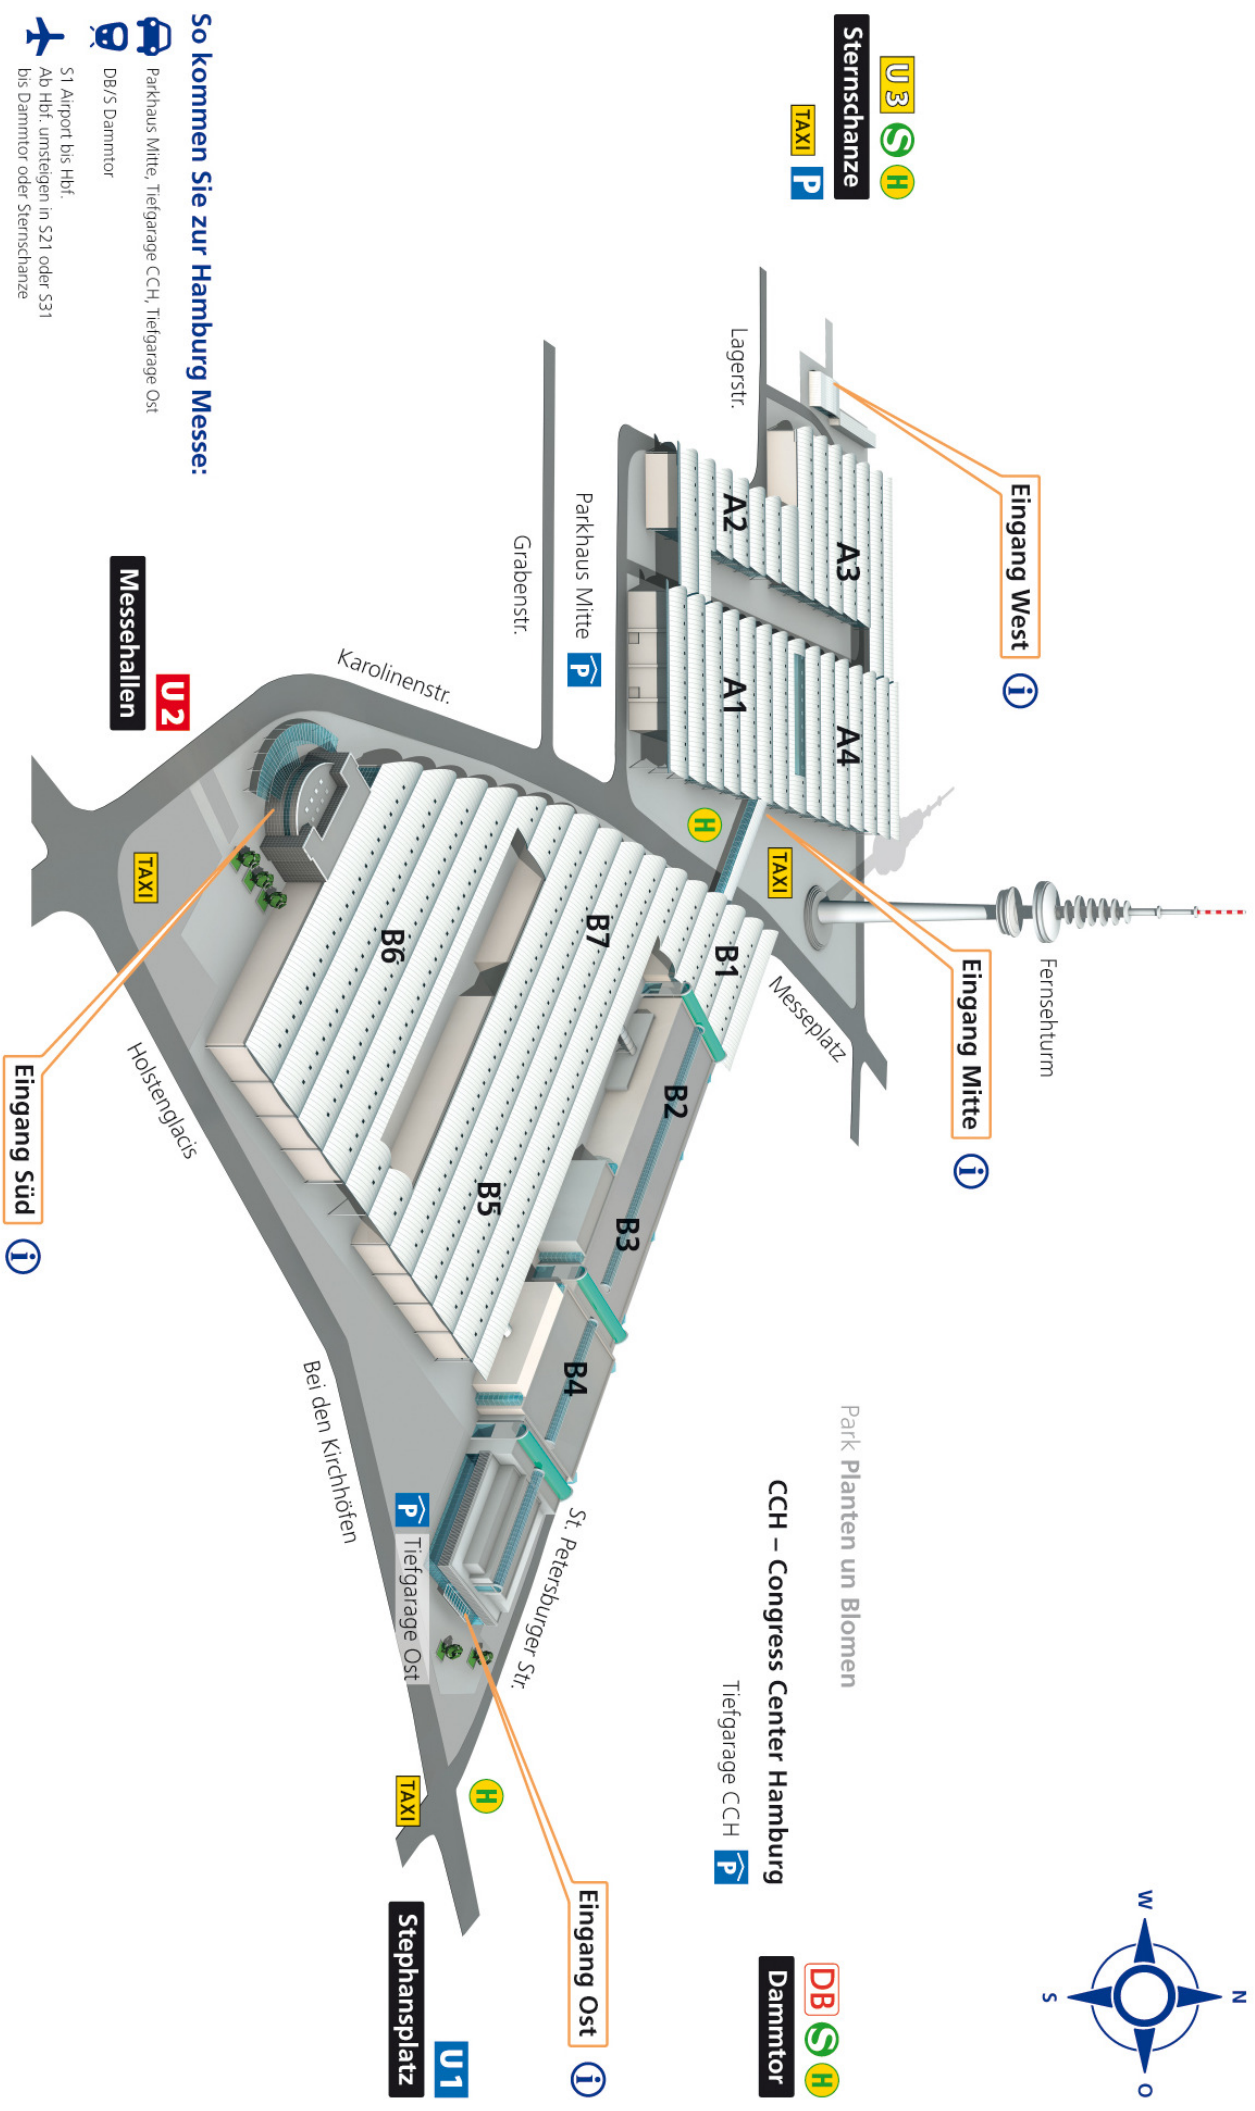 U3 S H
Sternschanze
TAXI P
Eingang West
i
Fernsehturm
Eingang Mitte
i
Park Planten un Blomen
CCH – Congress Center Hamburg
Tiefgarage CCH
P
N
W
O
S
DB S H
Dammtor
Lagerstr.
A3
A4
A2
A1
TAXI
H
Messeplatz
Parkhaus Mitte
P
Grabenstr.
Karolinenstr.
B1
B2
B7
B3
B6
B5
B4
St. Petersburger Str.
Eingang Ost
i
H
P
Tiefgarage Ost
TAXI
Stephansplatz
U1
Bei den Kirchhöfen
Holstenglacis
TAXI
U2
Messehallen
Eingang Süd
i
So kommen Sie zur Hamburg Messe:
Parkhaus Mitte, Tiefgarage CCH, Tiefgarage Ost
DB/S Dammtor
S1 Airport bis Hbf.
Ab Hbf. umsteigen in S21 oder S31
bis Dammtor oder Sternschanze